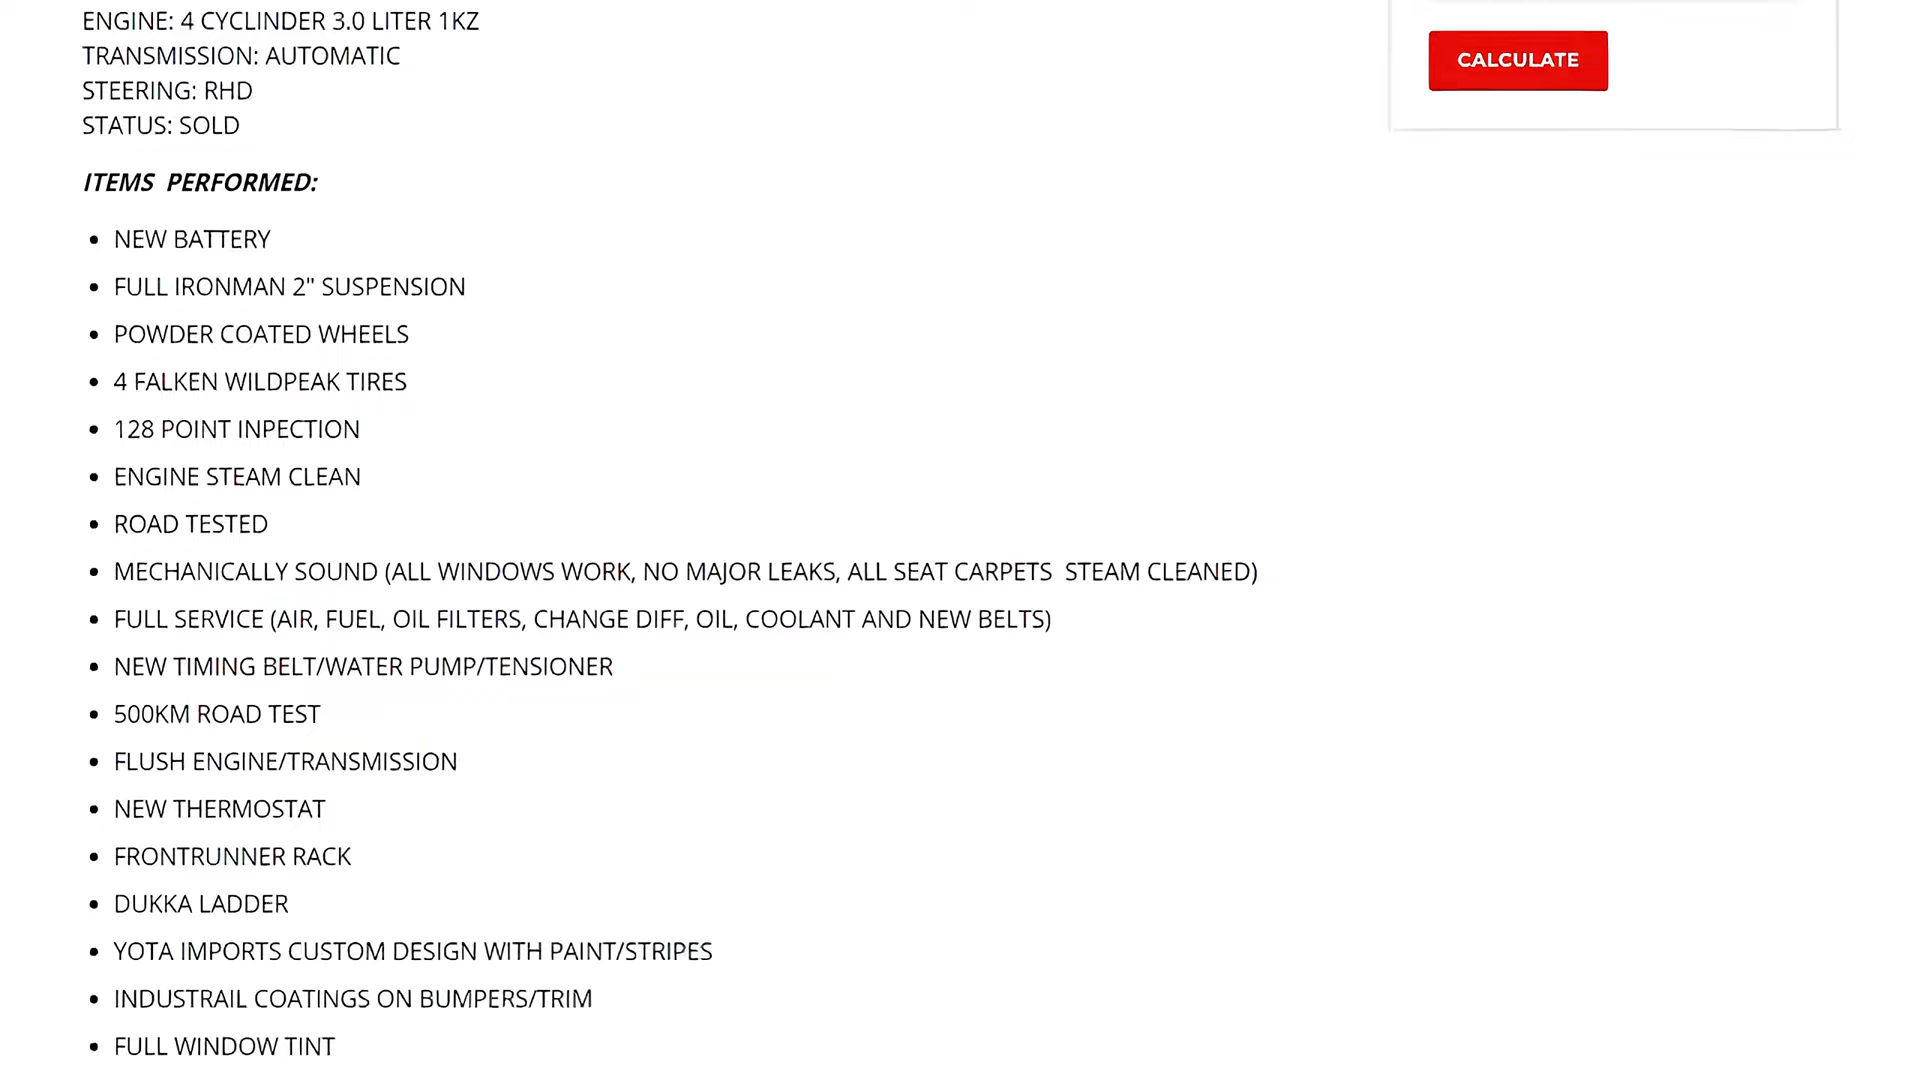 ENGINE: 4 CYCLINDER 3.0 LITER 1KZ
TRANSMISSION: AUTOMATIC
STEERING: RHD
STATUS: SOLD
CALCULATE
ITEMS PERFORMED:
• NEW BATTERY
• FULL IRONMAN 2" SUSPENSION
• POWDER COATED WHEELS
• 4 FALKEN WILDPEAK TIRES
• 128 POINT INPECTION
• ENGINE STEAM CLEAN
• ROAD TESTED
• MECHANICALLY SOUND (ALL WINDOWS WORK, NO MAJOR LEAKS, ALL SEAT CARPETS STEAM CLEANED)
• FULL SERVICE (AIR, FUEL, OIL FILTERS, CHANGE DIFF, OIL, COOLANT AND NEW BELTS)
• NEW TIMING BELT/WATER PUMP/TENSIONER
• 500KM ROAD TEST
• FLUSH ENGINE/TRANSMISSION
• NEW THERMOSTAT
• FRONTRUNNER RACK
• DUKKA LADDER
• YOTA IMPORTS CUSTOM DESIGN WITH PAINT/STRIPES
• INDUSTRAIL COATINGS ON BUMPERS/TRIM
• FULL WINDOW TINT